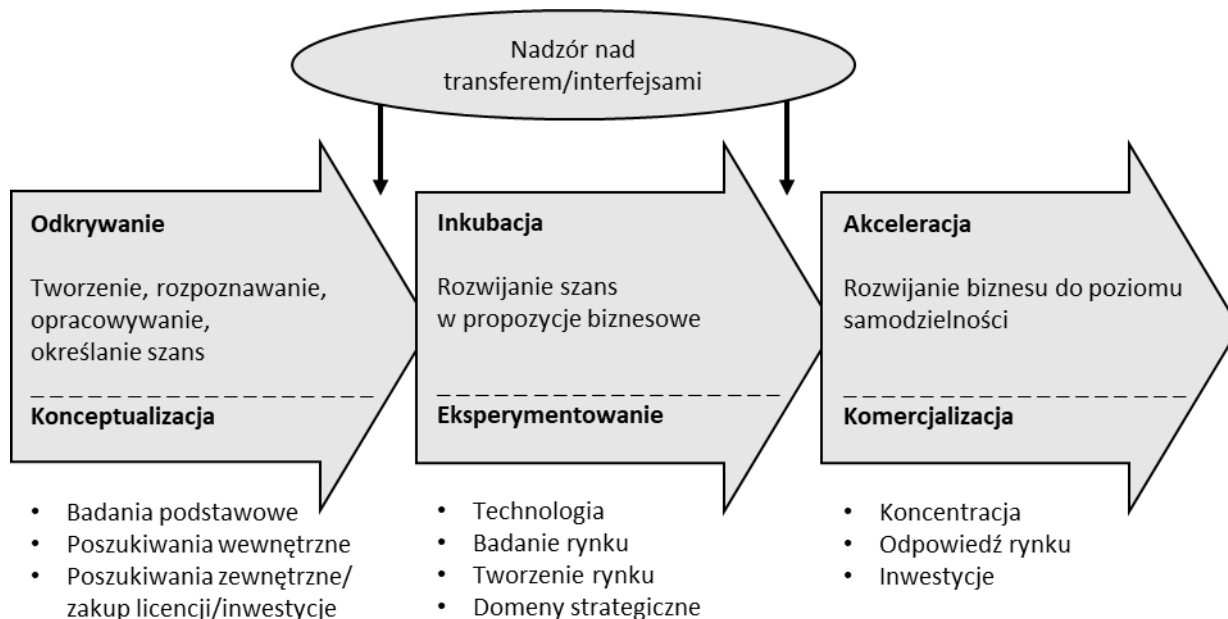 Nadzór nad
transferem/interfejsami
Odkrywanie
Tworzenie, rozpoznawanie,
opracowywanie,
określanie szans
Konceptualizacja
• Badania podstawowe
• Poszukiwania wewnętrzne
• Poszukiwania zewnętrzne/
zakup licencji/inwestycje
Inkubacja
Rozwijanie szans
w propozycje biznesowe
Eksperymentowanie
• Technologia
• Badanie rynku
• Tworzenie rynku
• Domeny strategiczne
Akceleracja
Rozwijanie biznesu do poziomu
samodzielności
Komercjalizacja
• Koncentracja
• Odpowiedź rynku
• Inwestycje